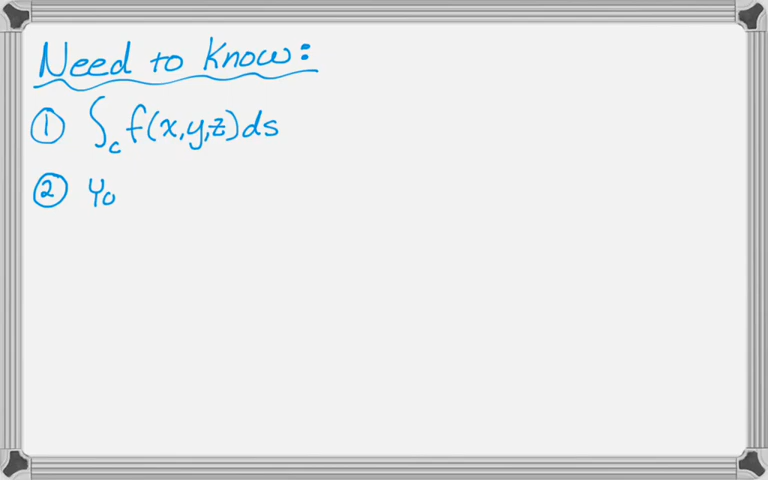 Need to Know:
① ∫c f(x,y,z)ds
② Yo